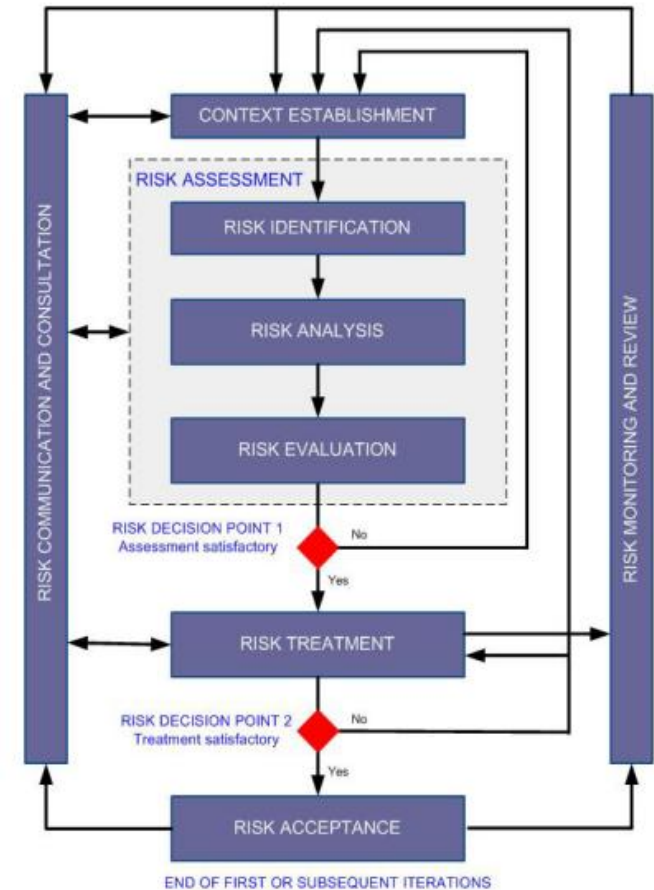 CONTEXT ESTABLISHMENT
RISK ASSESSMENT
RISK IDENTIFICATION
RISK ANALYSIS
RISK EVALUATION
RISK COMMUNICATION AND CONSULTATION
RISK MONITORING AND REVIEW
RISK DECISION POINT 1
Assessment satisfactory
No
Yes
RISK TREATMENT
RISK DECISION POINT 2
Treatment satisfactory
No
Yes
RISK ACCEPTANCE
END OF FIRST OR SUBSEQUENT ITERATIONS